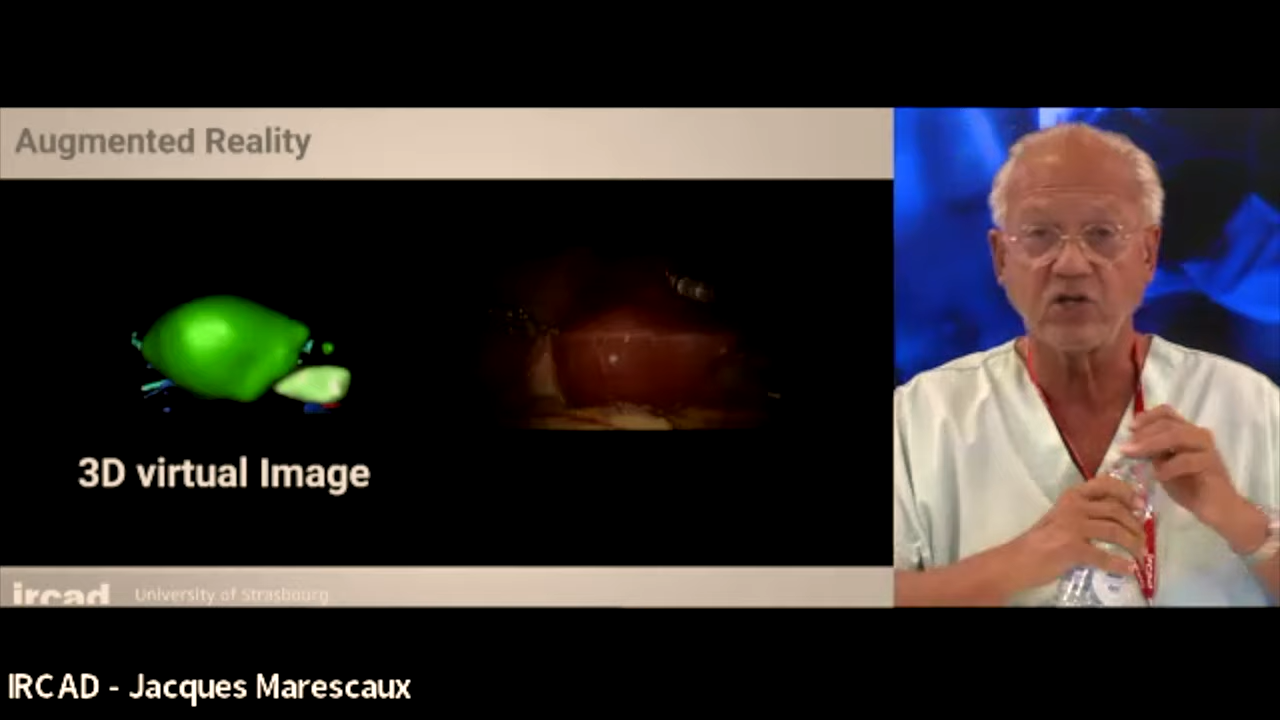 Augmented Reality
3D virtual Image
ircad University of Strasbourg
IRCAD - Jacques Marescaux